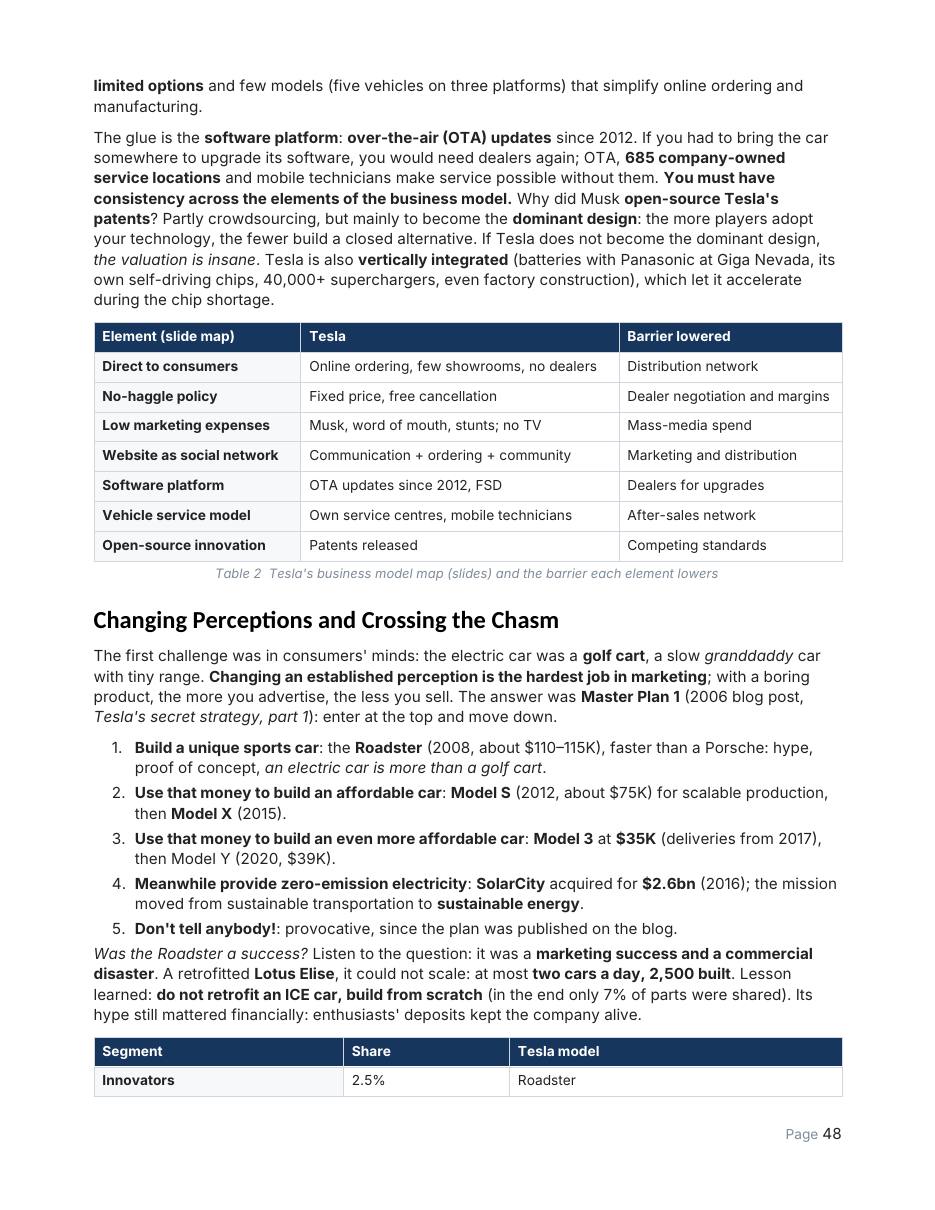 limited options and few models (five vehicles on three platforms) that simplify online ordering and
manufacturing.
The glue is the software platform: over-the-air (OTA) updates since 2012. If you had to bring the car
somewhere to upgrade its software, you would need dealers again; OTA, 685 company-owned
service locations and mobile technicians make service possible without them. You must have
consistency across the elements of the business model. Why did Musk open-source Tesla's
patents? Partly crowdsourcing, but mainly to become the dominant design: the more players adopt
your technology, the fewer build a closed alternative. If Tesla does not become the dominant design,
the valuation is insane. Tesla is also vertically integrated (batteries with Panasonic at Giga Nevada, its
own self-driving chips, 40,000+ superchargers, even factory construction), which let it accelerate
during the chip shortage.
Element (slide map) Tesla Barrier lowered
Direct to consumers Online ordering, few showrooms, no dealers Distribution network
No-haggle policy Fixed price, free cancellation Dealer negotiation and margins
Low marketing expenses Musk, word of mouth, stunts; no TV Mass-media spend
Website as social network Communication + ordering + community Marketing and distribution
Software platform OTA updates since 2012, FSD Dealers for upgrades
Vehicle service model Own service centres, mobile technicians After-sales network
Open-source innovation Patents released Competing standards
Table 2 Tesla's business model map (slides) and the barrier each element lowers
Changing Perceptions and Crossing the Chasm
The first challenge was in consumers' minds: the electric car was a golf cart, a slow granddaddy car
with tiny range. Changing an established perception is the hardest job in marketing; with a boring
product, the more you advertise, the less you sell. The answer was Master Plan 1 (2006 blog post,
Tesla's secret strategy, part 1): enter at the top and move down.
1. Build a unique sports car: the Roadster (2008, about $110–115K), faster than a Porsche: hype,
proof of concept, an electric car is more than a golf cart.
2. Use that money to build an affordable car: Model S (2012, about $75K) for scalable production,
then Model X (2015).
3. Use that money to build an even more affordable car: Model 3 at $35K (deliveries from 2017),
then Model Y (2020, $39K).
4. Meanwhile provide zero-emission electricity: SolarCity acquired for $2.6bn (2016); the mission
moved from sustainable transportation to sustainable energy.
5. Don't tell anybody!: provocative, since the plan was published on the blog.
Was the Roadster a success? Listen to the question: it was a marketing success and a commercial
disaster. A retrofitted Lotus Elise, it could not scale: at most two cars a day, 2,500 built. Lesson
learned: do not retrofit an ICE car, build from scratch (in the end only 7% of parts were shared). Its
hype still mattered financially: enthusiasts' deposits kept the company alive.
Segment Share Tesla model
Innovators 2.5% Roadster
Page 48